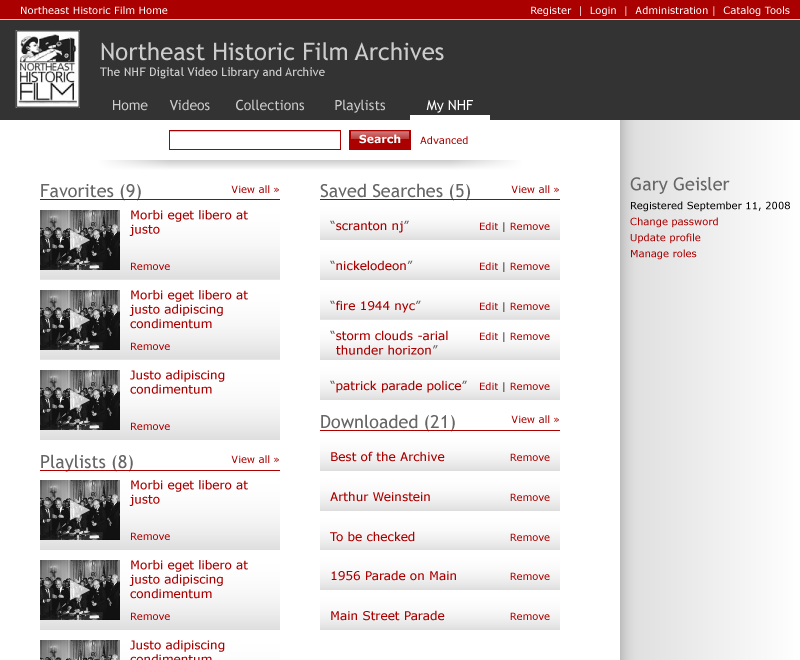 Northeast Historic Film Home
Register | Login | Administration | Catalog Tools
NORTHEAST
HISTORIC
FILM
Northeast Historic Film Archives
The NHF Digital Video Library and Archive
Home Videos Collections Playlists My NHF
Search Advanced
Favorites (9) View all »
Morbi eget libero at
justo
Remove
Morbi eget libero at
justo adipiscing
condimentum
Remove
Justo adipiscing
condimentum
Remove
Playlists (8) View all »
Morbi eget libero at
justo
Remove
Morbi eget libero at
justo adipiscing
condimentum
Remove
Justo adipiscing
condimentum
Saved Searches (5) View all »
“scranton nj” Edit | Remove
“nickelodeon” Edit | Remove
“fire 1944 nyc” Edit | Remove
“storm clouds -arial Edit | Remove
thunder horizon”
“patrick parade police” Edit | Remove
Downloaded (21) View all »
Best of the Archive Remove
Arthur Weinstein Remove
To be checked Remove
1956 Parade on Main Remove
Main Street Parade Remove
Gary Geisler
Registered September 11, 2008
Change password
Update profile
Manage roles